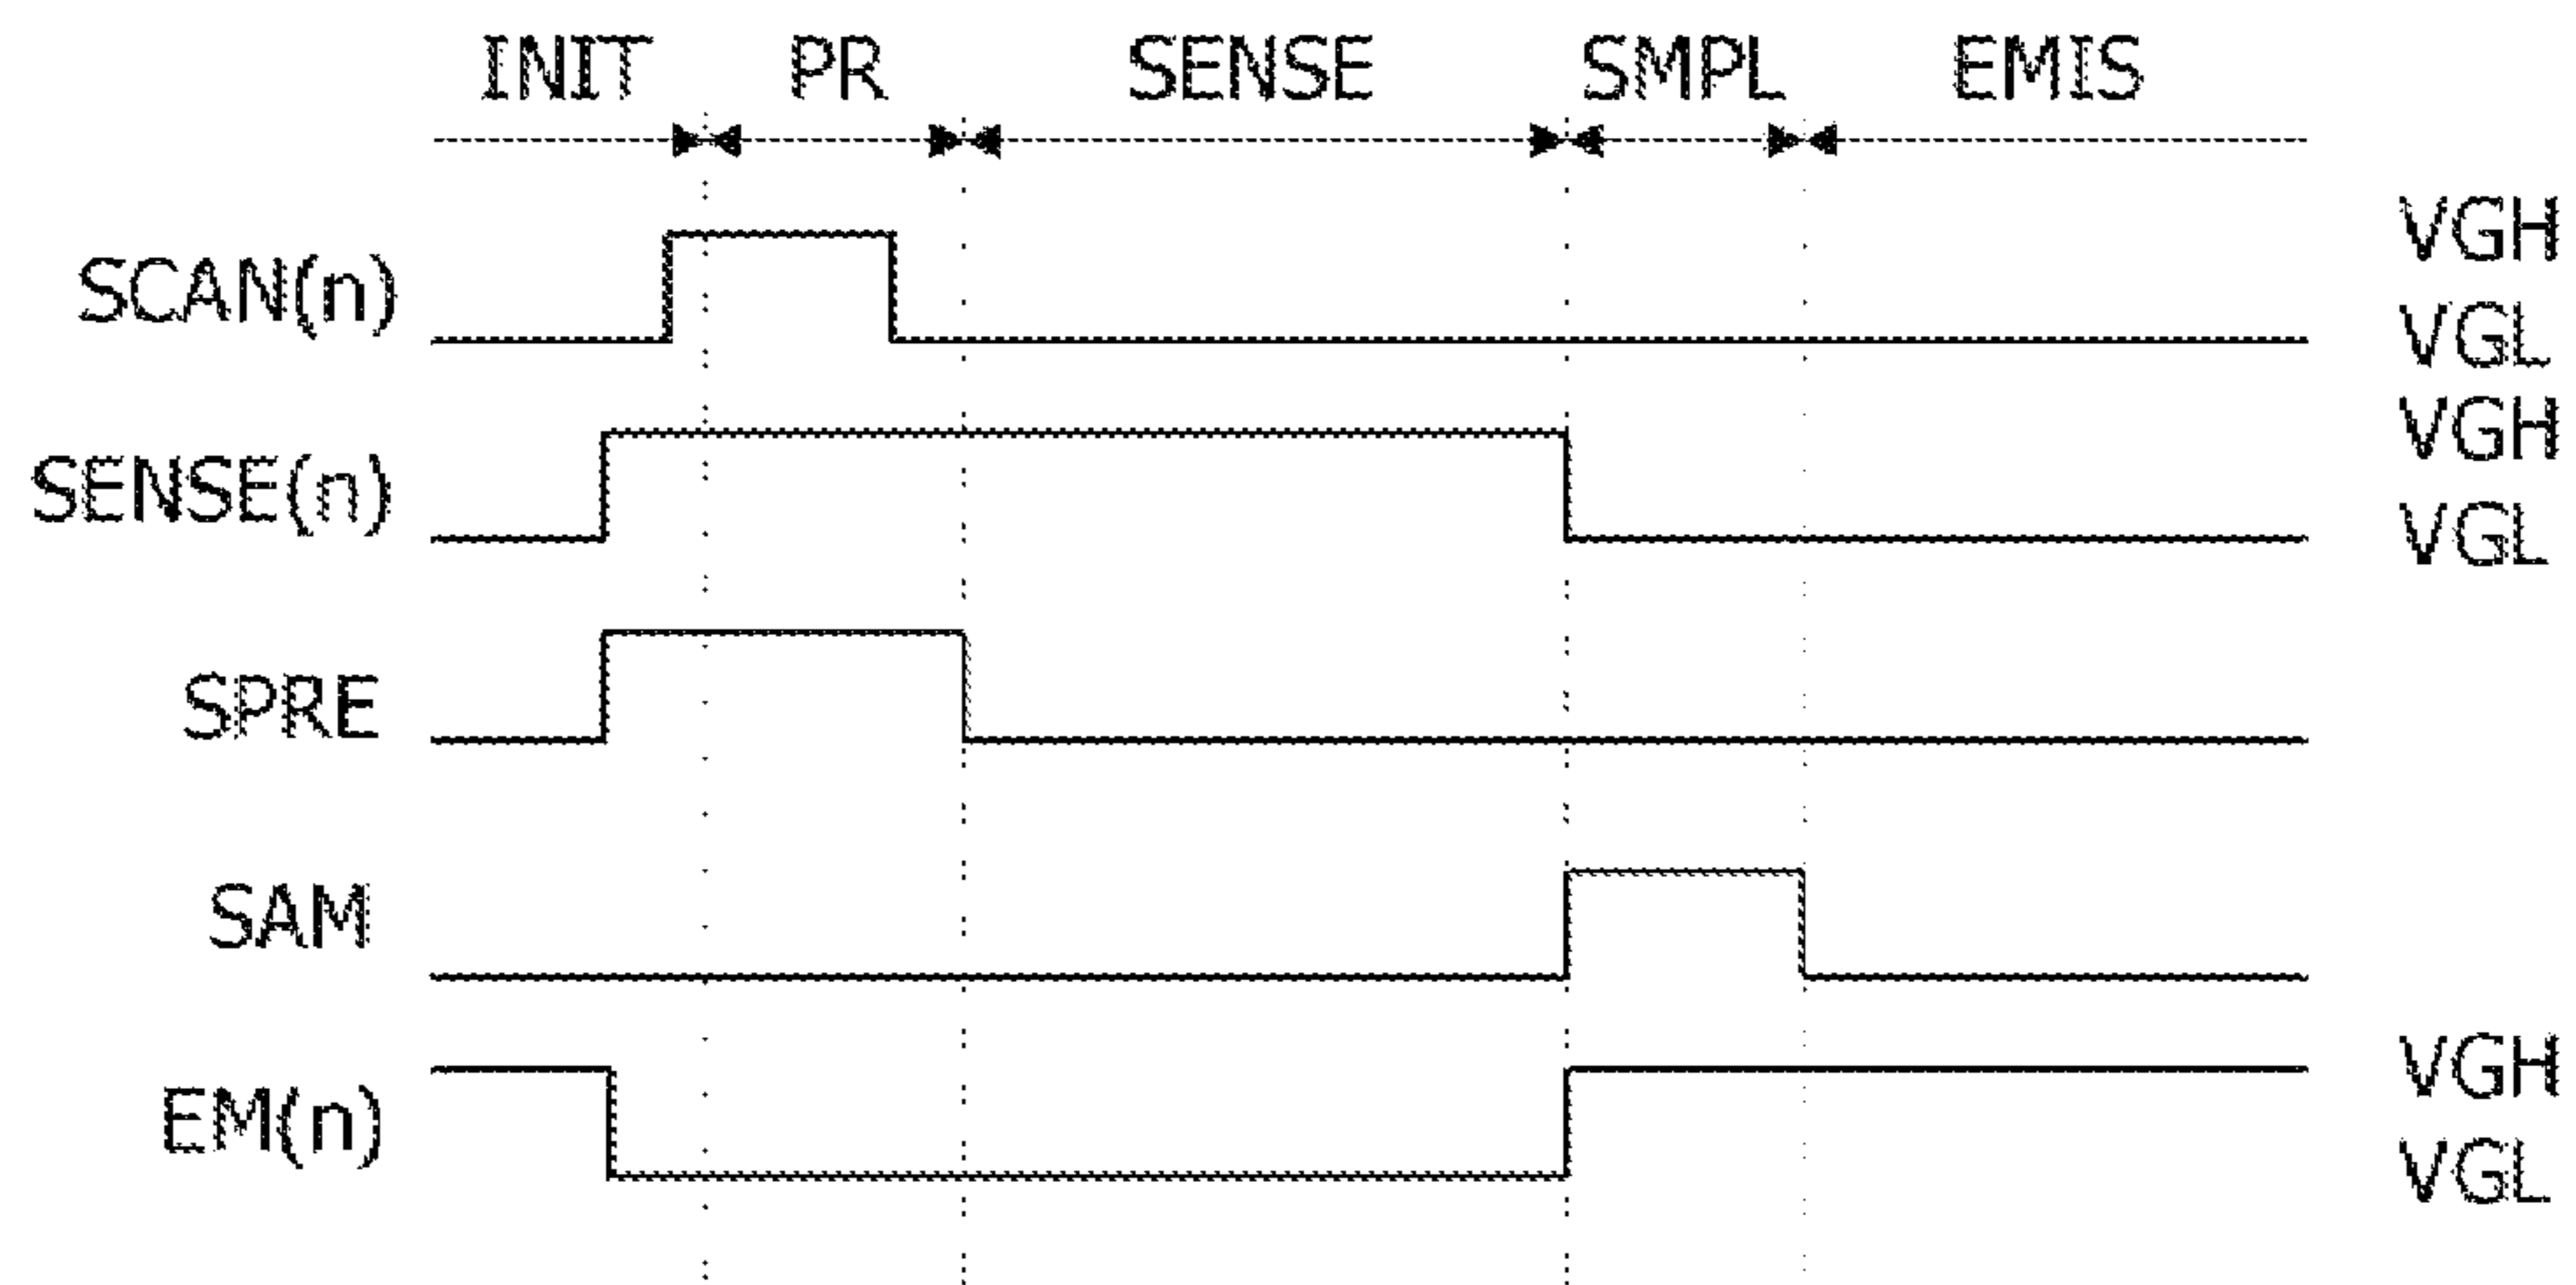 INIT PR SENSE SMPL EMIS
VGH
SCAN(n)
VGL
VGH
SENSE(n)
VGL
SPRE
SAM
VGH
EM(n)
VGL